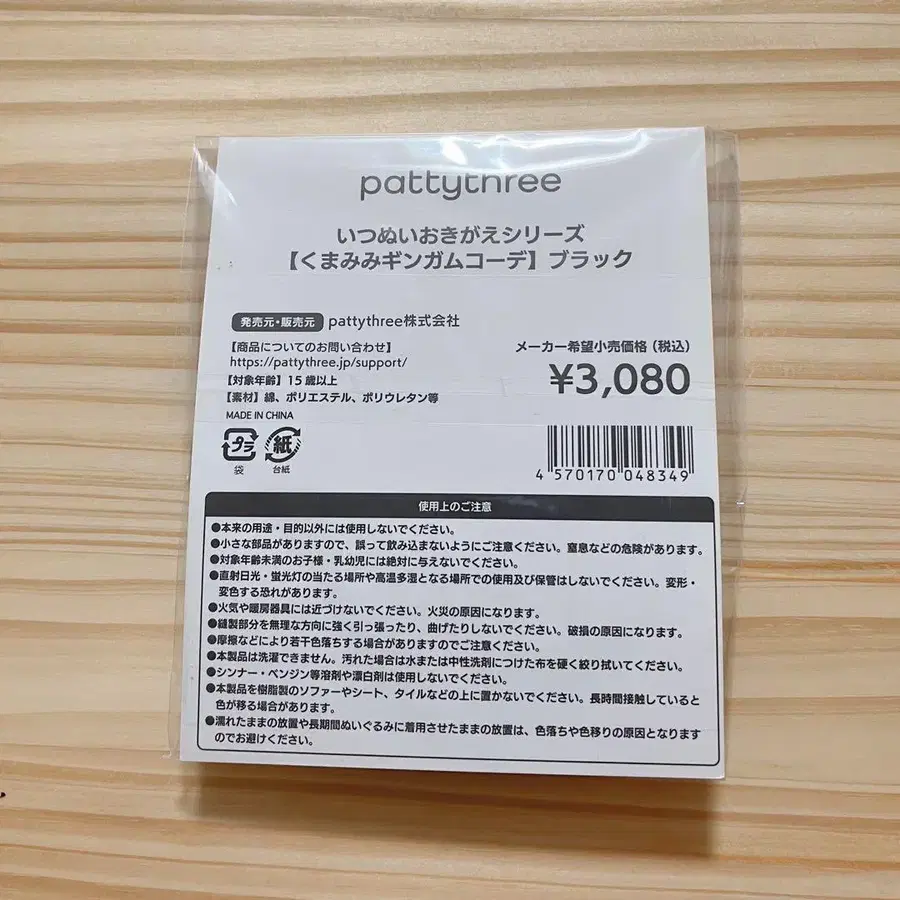 pattythree
いつぬいおきがえシリーズ
【くまみみギンガムコーデ】ブラック
発売元・販売元 pattythree株式会社
【商品についてのお問い合わせ】
https://pattythree.jp/support/
【対象年齢】15歳以上
【素材】綿、ポリエステル、ポリウレタン等
MADE IN CHINA
メーカー希望小売価格(税込)
¥3,080
プラ 紙
袋 台紙
4 570170 048349
使用上のご注意
●本来の用途・目的以外には使用しないでください。
●小さな部品がありますので、誤って飲み込まないようにご注意ください。窒息などの危険があります。
●対象年齢未満のお子様・乳幼児には絶対に与えないでください。
●直射日光・蛍光灯の当たる場所や高温多湿となる場所での使用及び保管はしないでください。変形・
変色する恐れがあります。
●火気や暖房器具には近づけないでください。火災の原因になります。
●縫製部分を無理な方向に強く引っ張ったり、曲げたりしないでください。破損の原因になります。
●摩擦などにより若干色落ちする場合がありますのでご注意ください。
●本製品は洗濯できません。汚れた場合は水または中性洗剤につけた布を硬く絞り拭いてください。
●シンナー・ベンジン等溶剤や漂白剤は使用しないでください。
●本製品を樹脂製のソファーやシート、タイルなどの上に置かないでください。長時間接触していると
色が移る場合があります。
●濡れたままの放置や長期間ぬいぐるみに着用させたままの放置は、色落ちや色移りの原因となります
のでお避けください。